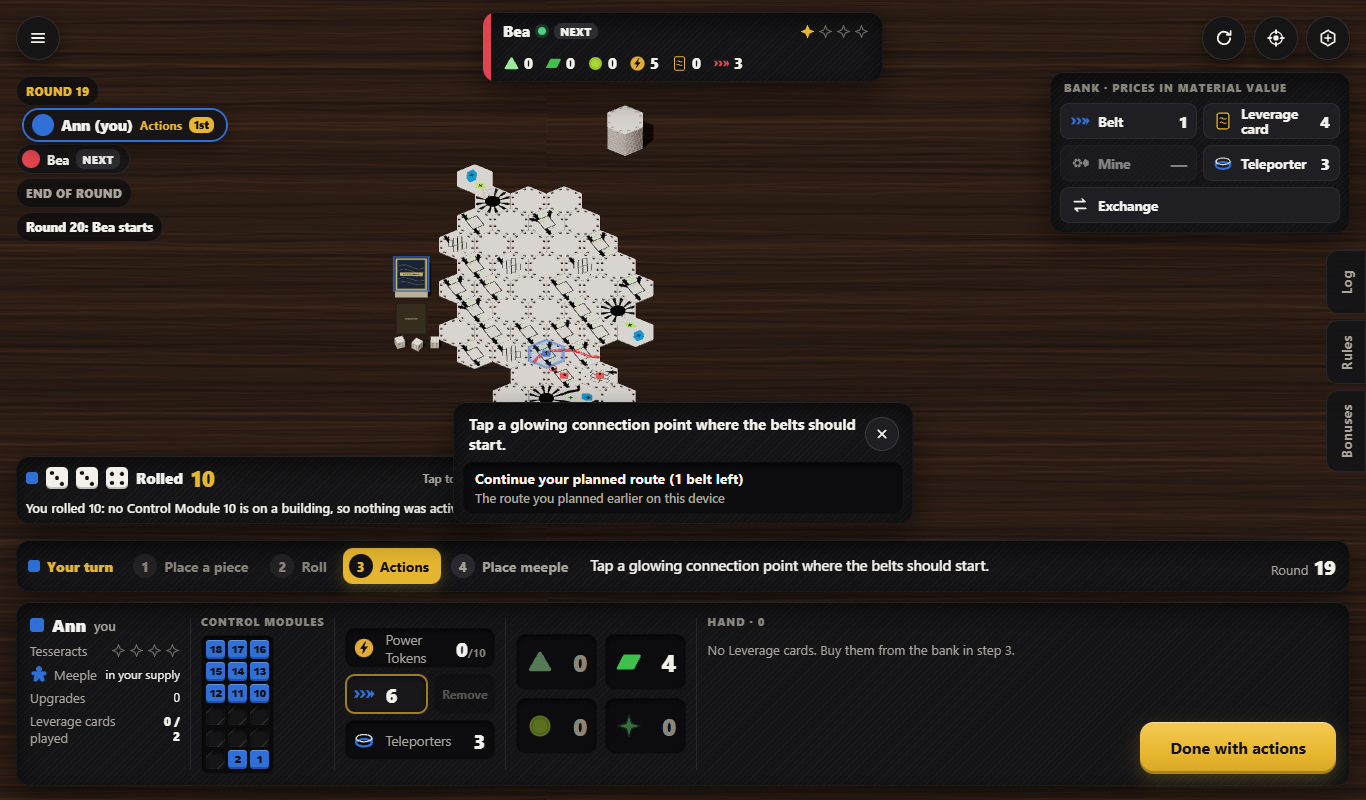 Bea NEXT
0 0 0 5 0 3
ROUND 19
Ann (you) Actions 1st
Bea NEXT
END OF ROUND
Round 20: Bea starts
BANK · PRICES IN MATERIAL VALUE
Belt 1
Leverage card 4
Mine —
Teleporter 3
Exchange
Log
Rules
Bonuses
Tap a glowing connection point where the belts should
start.
Continue your planned route (1 belt left)
The route you planned earlier on this device
Rolled 10
Tap to
You rolled 10: no Control Module 10 is on a building, so nothing was
Your turn
1 Place a piece
2 Roll
3 Actions
4 Place meeple
Tap a glowing connection point where the belts should start.
Round 19
Ann you
Tesseracts
Meeple in your supply
Upgrades 0
Leverage cards played 0 / 2
CONTROL MODULES
18 17 16
15 14 13
12 11 10
2 1
Power Tokens 0/10
6
Remove
Teleporters 3
0 4
0 0
HAND · 0
No Leverage cards. Buy them from the bank in step 3.
Done with actions